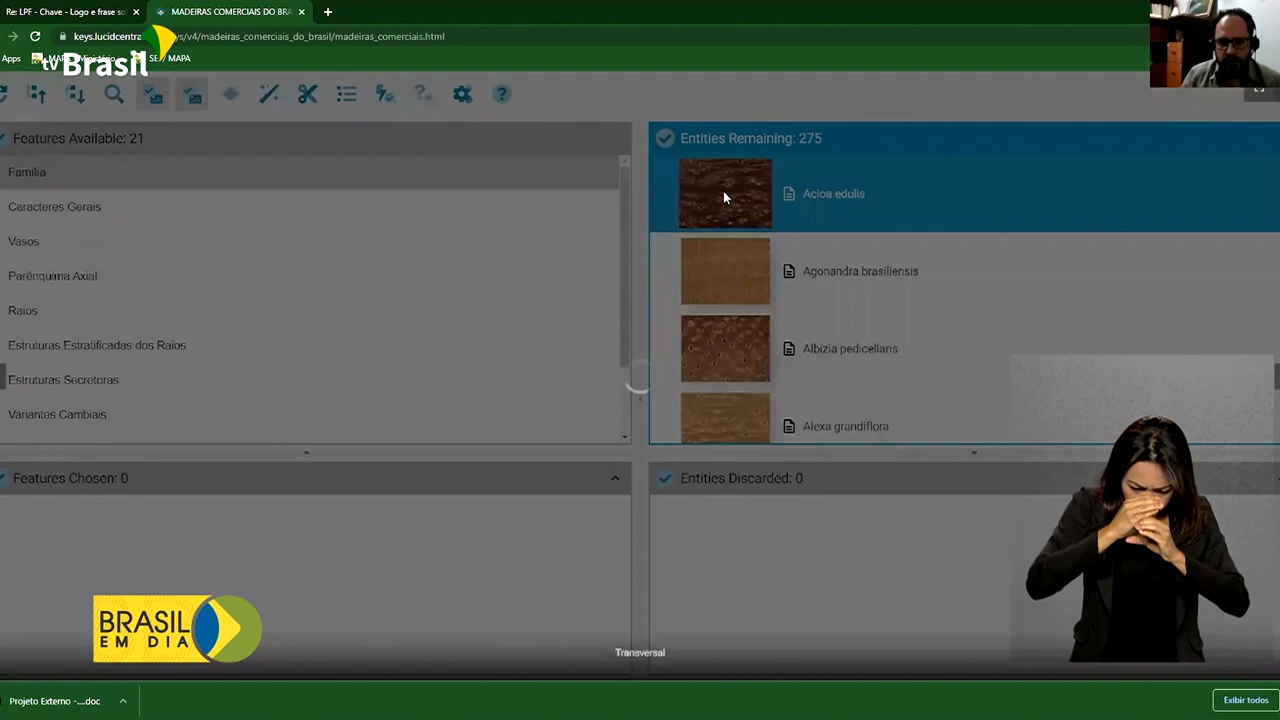 Re: LPF - Chave - Logo e frase so
MADEIRAS COMERCIAIS DO BRA
keys.lucidcentra
s/v4/madeiras_comerciais_do_brasil/madeiras_comerciais.html
Apps
MAPA
tv Brasil
Features Available: 21
Família
Caracteres Gerais
Vasos
Parênquima Axial
Raios
Estruturas Estratificadas dos Raios
Estruturas Secretoras
Variantes Cambiais
Entities Remaining: 275
Acioa edulis
Agonandra brasiliensis
Albizia pedicellaris
Alexa grandiflora
Features Chosen: 0
Entities Discarded: 0
BRASIL
EM DIA
Transversal
Projeto Externo -....doc
Exibir todos